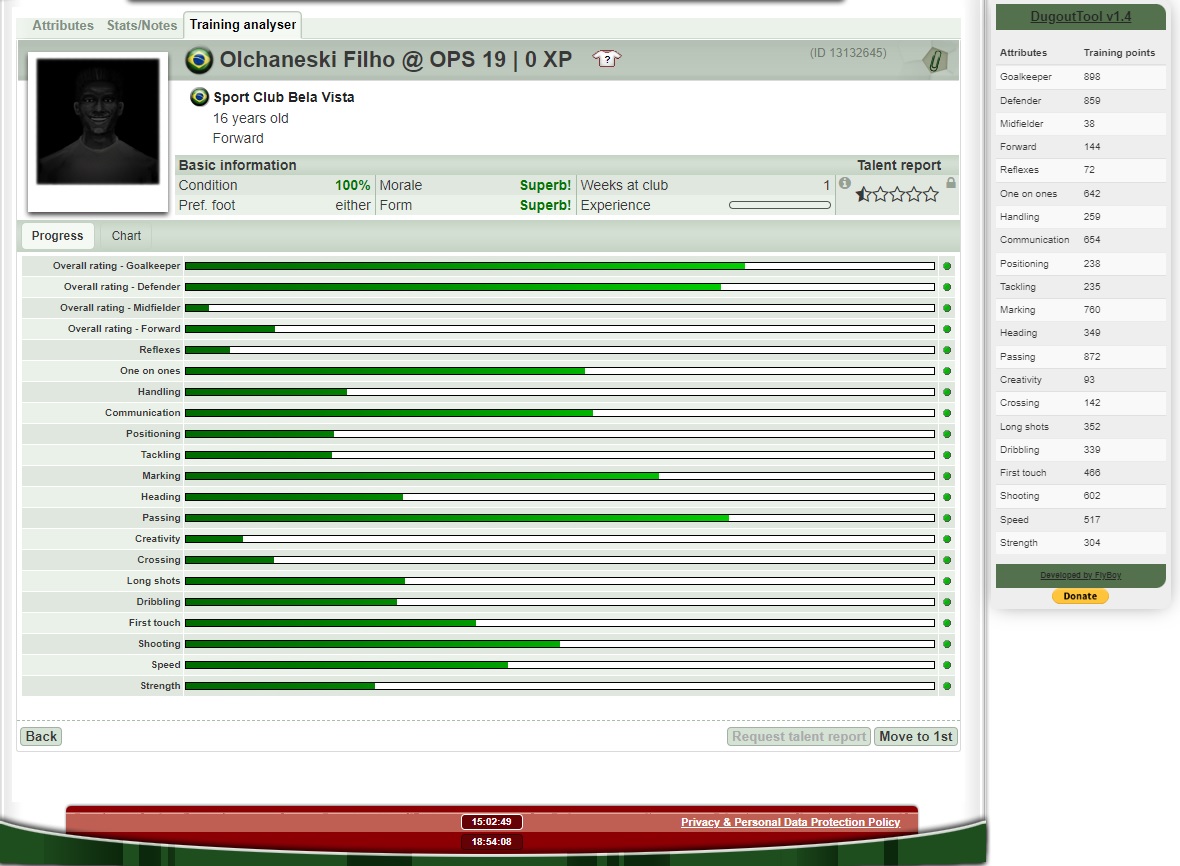 Attributes Stats/Notes Training analyser
Olchaneski Filho @ OPS 19 | 0 XP ? (ID 13132645)
Sport Club Bela Vista
16 years old
Forward
Basic information Talent report
Condition 100% Morale Superb! Weeks at club 1
Pref. foot either Form Superb! Experience
Progress Chart
Overall rating - Goalkeeper
Overall rating - Defender
Overall rating - Midfielder
Overall rating - Forward
Reflexes
One on ones
Handling
Communication
Positioning
Tackling
Marking
Heading
Passing
Creativity
Crossing
Long shots
Dribbling
First touch
Shooting
Speed
Strength
Back Request talent report Move to 1st
15:02:49 Privacy & Personal Data Protection Policy
18:54:08
DugoutTool v1.4
Attributes Training points
Goalkeeper 898
Defender 859
Midfielder 38
Forward 144
Reflexes 72
One on ones 642
Handling 259
Communication 654
Positioning 238
Tackling 235
Marking 760
Heading 349
Passing 872
Creativity 93
Crossing 142
Long shots 352
Dribbling 339
First touch 466
Shooting 602
Speed 517
Strength 304
Developed by FlyBoy
Donate